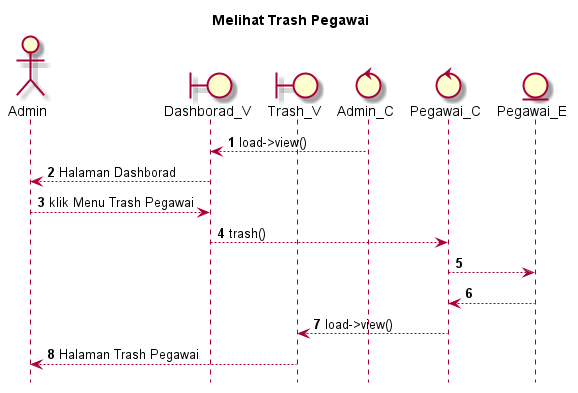 Melihat Trash Pegawai
Admin
Dashborad_V
Trash_V
Admin_C
Pegawai_C
Pegawai_E
1 load->view()
2 Halaman Dashborad
3 klik Menu Trash Pegawai
4 trash()
5
6
7 load->view()
8 Halaman Trash Pegawai